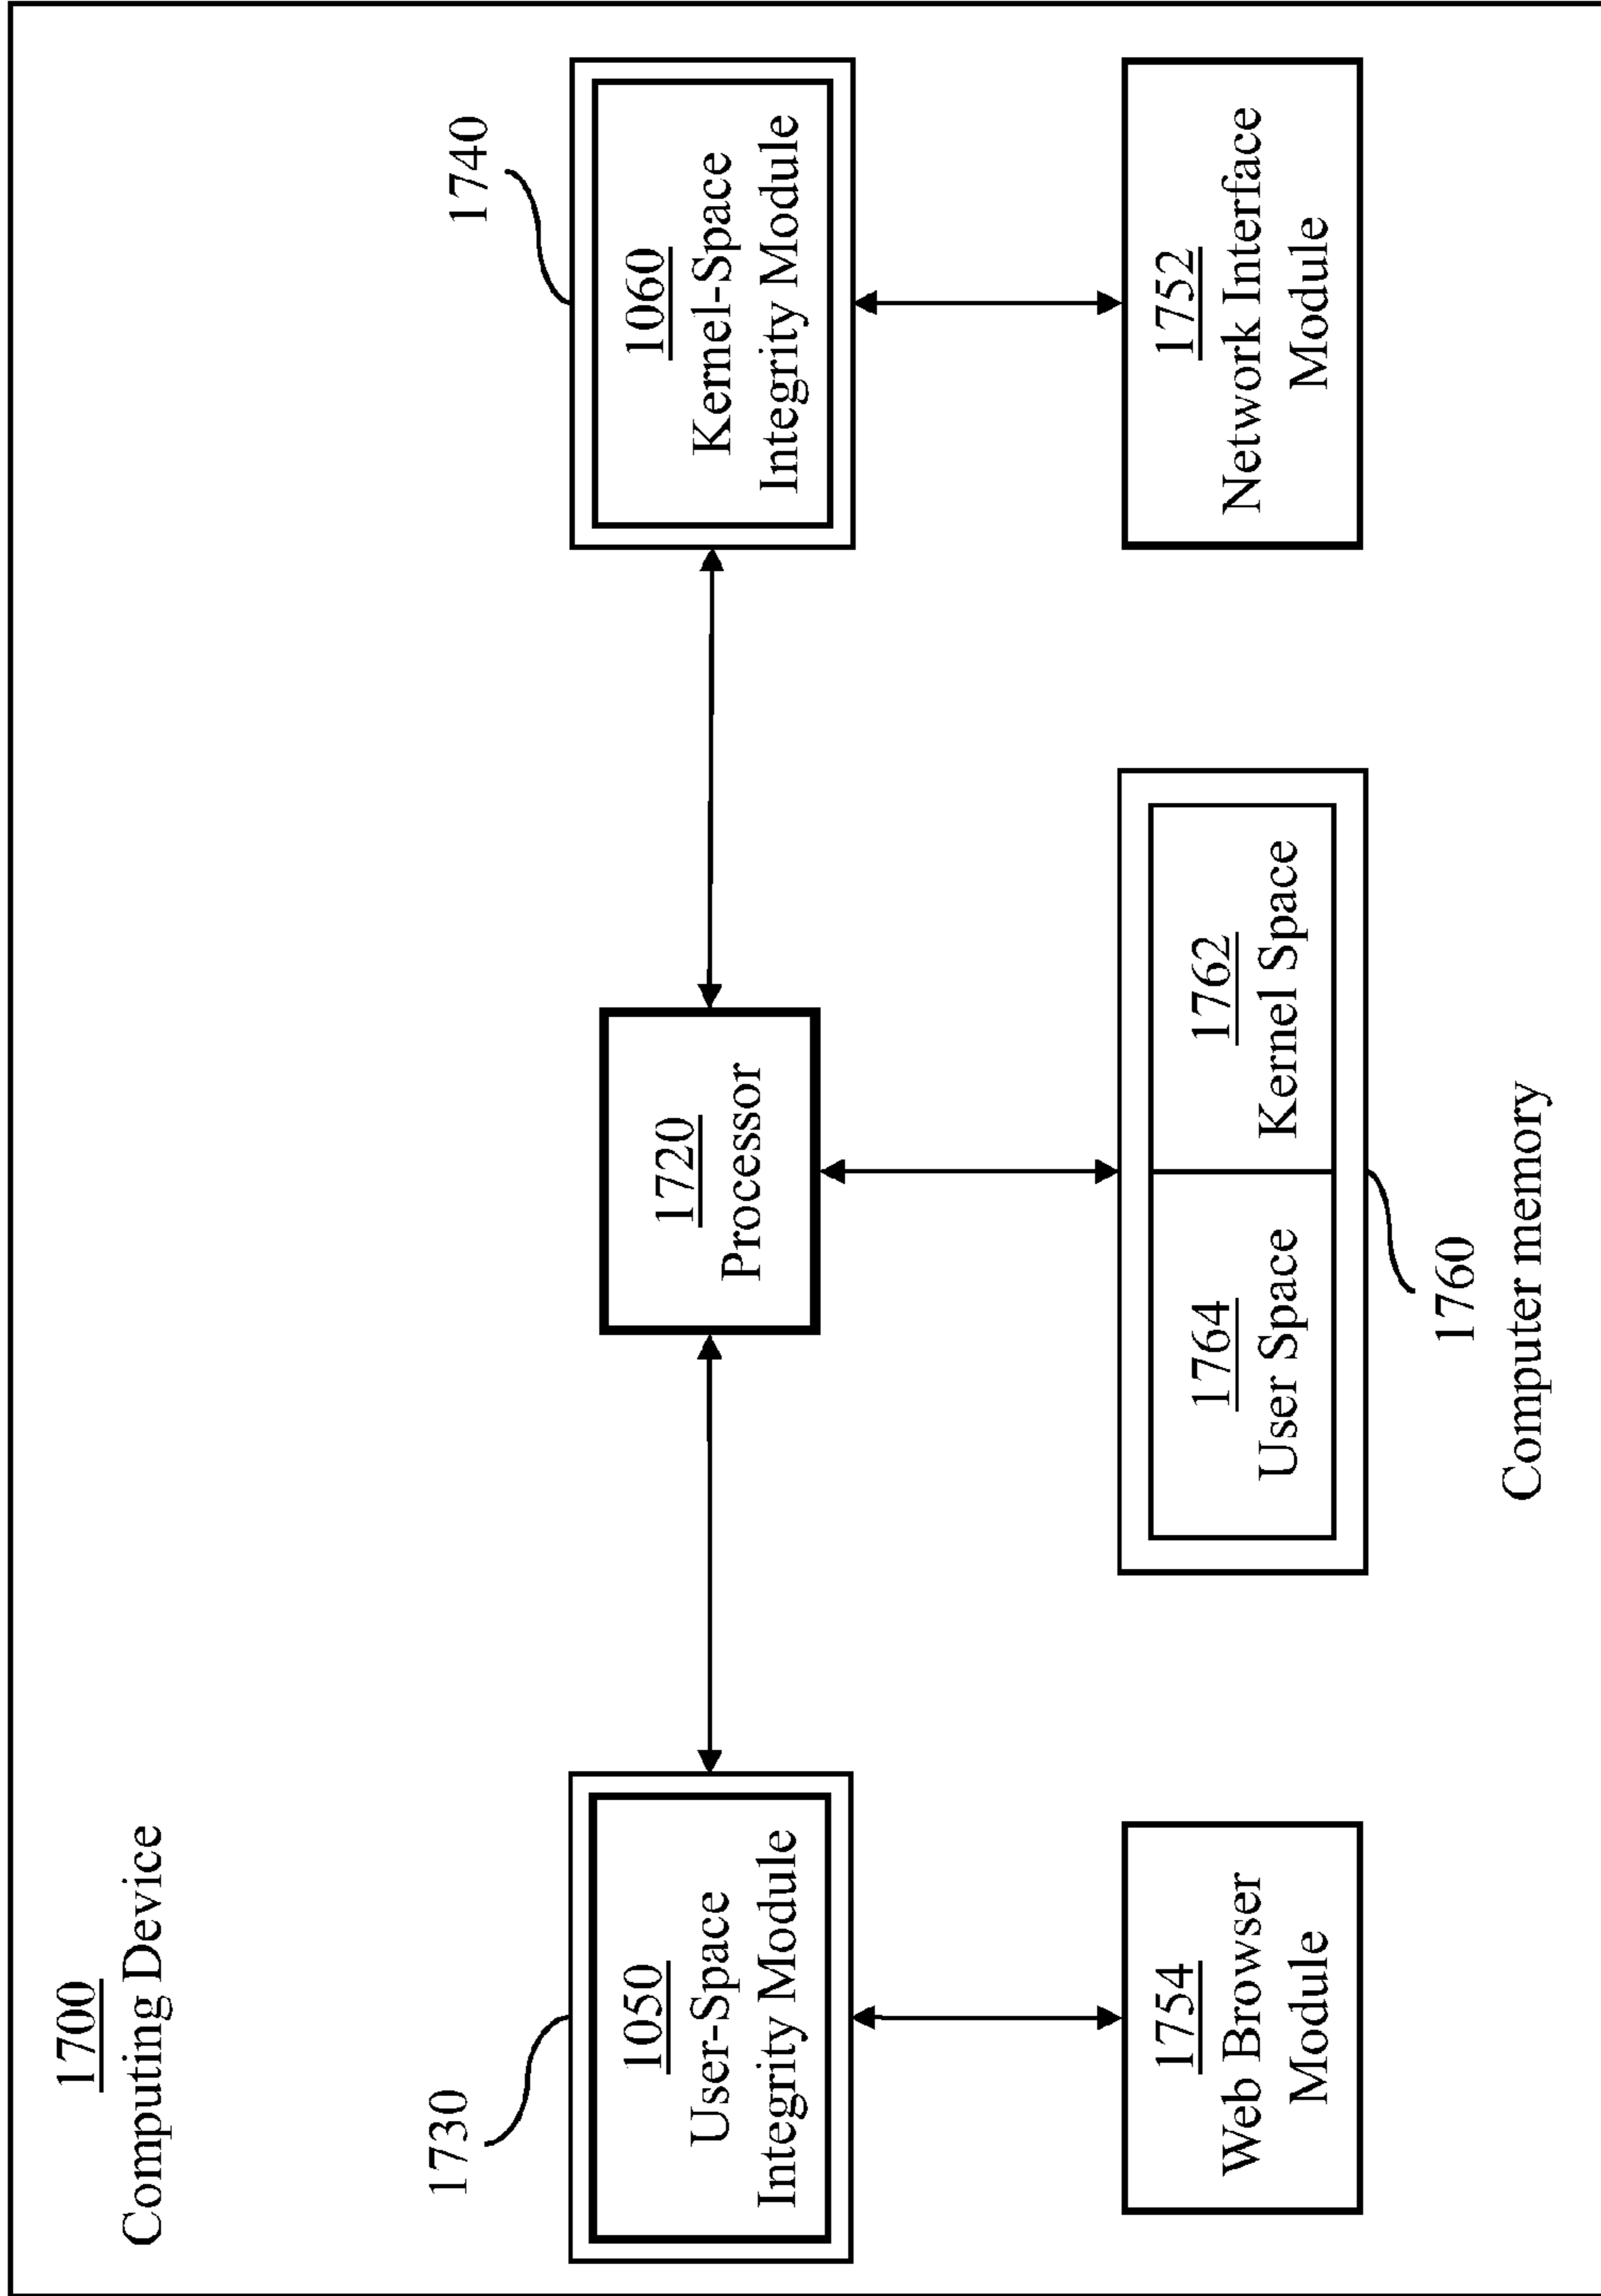 1700
Computing Device
1730
1740
1050
User-Space
Integrity Module
1720
Processor
1060
Kernel-Space
Integrity Module
1754
Web Browser
Module
1764
User Space
1762
Kernel Space
1752
Network Interface
Module
1760
Computer memory